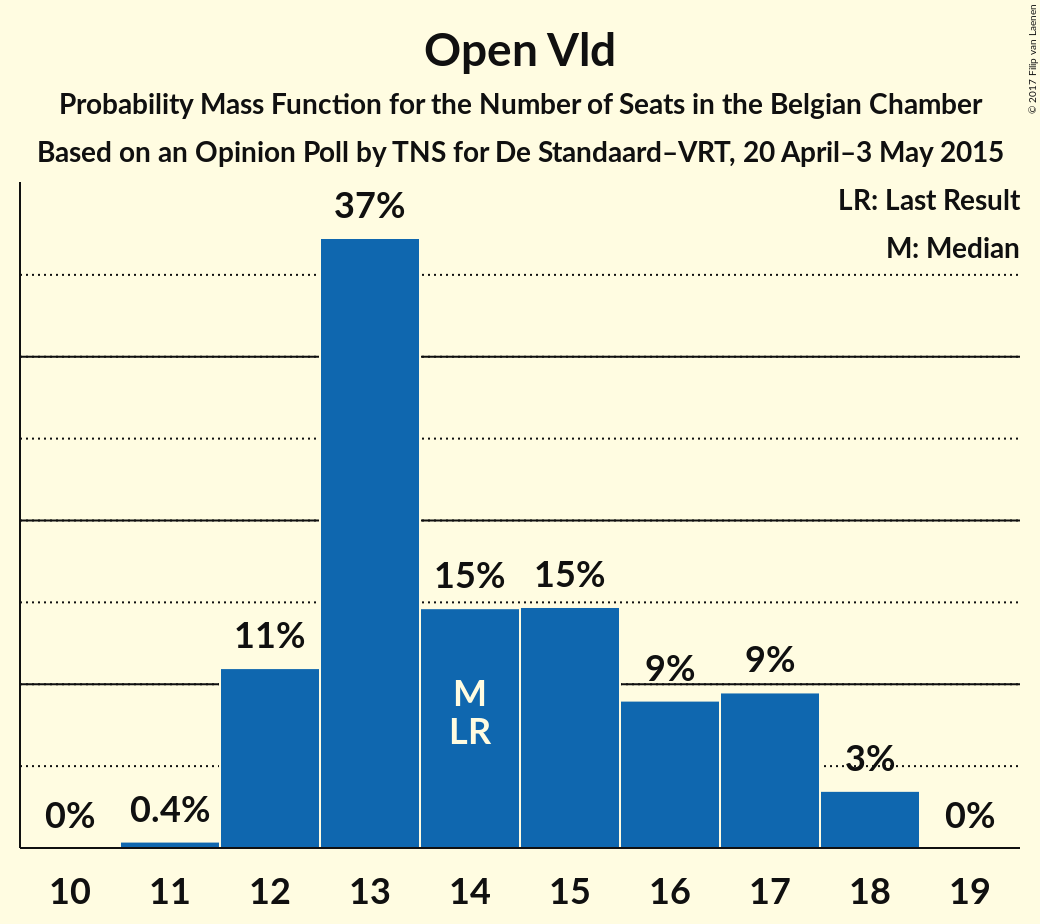 Open Vld
Probability Mass Function for the Number of Seats in the Belgian Chamber
Based on an Opinion Poll by TNS for De Standaard–VRT, 20 April–3 May 2015
© 2017 Filip van Laenen
LR: Last Result
M: Median
37%
15%
15%
11%
9%
9%
M
LR
3%
0%
0.4%
0%
10 11 12 13 14 15 16 17 18 19